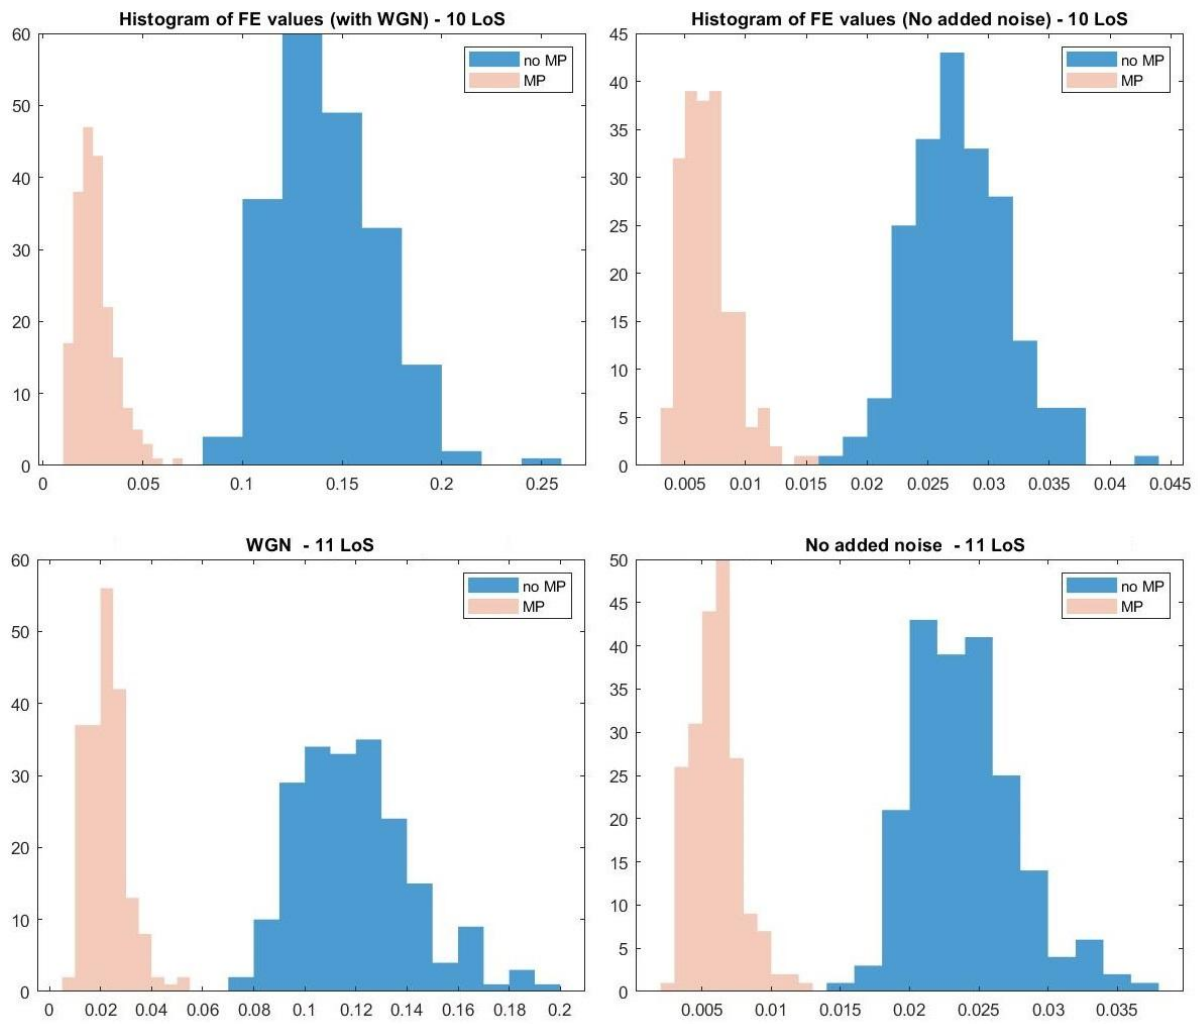 Histogram of FE values (with WGN) - 10 LoS
60
50
40
30
20
10
0
no MP
MP
0 0.05 0.1 0.15 0.2 0.25
Histogram of FE values (No added noise) - 10 LoS
45
40
35
30
25
20
15
10
5
0
no MP
MP
0.005 0.01 0.015 0.02 0.025 0.03 0.035 0.04 0.045
WGN - 11 LoS
60
50
40
30
20
10
0
no MP
MP
0 0.02 0.04 0.06 0.08 0.1 0.12 0.14 0.16 0.18 0.2
No added noise - 11 LoS
50
45
40
35
30
25
20
15
10
5
0
no MP
MP
0.005 0.01 0.015 0.02 0.025 0.03 0.035